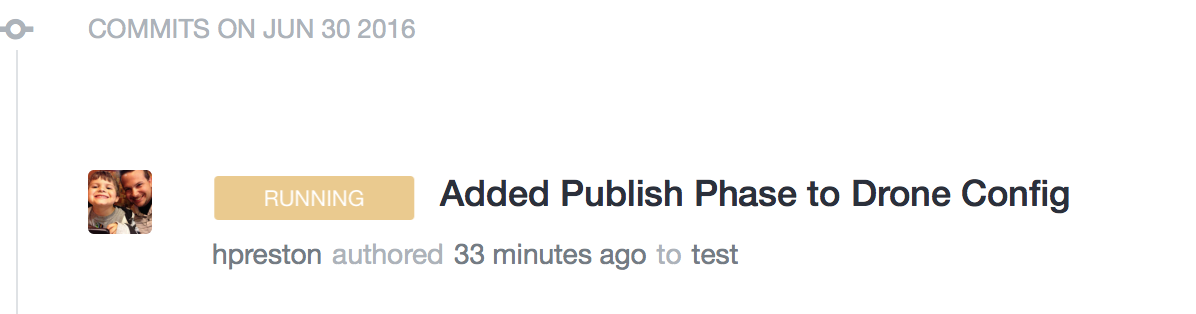 COMMITS ON JUN 30 2016
RUNNING Added Publish Phase to Drone Config
hpreston authored 33 minutes ago to test